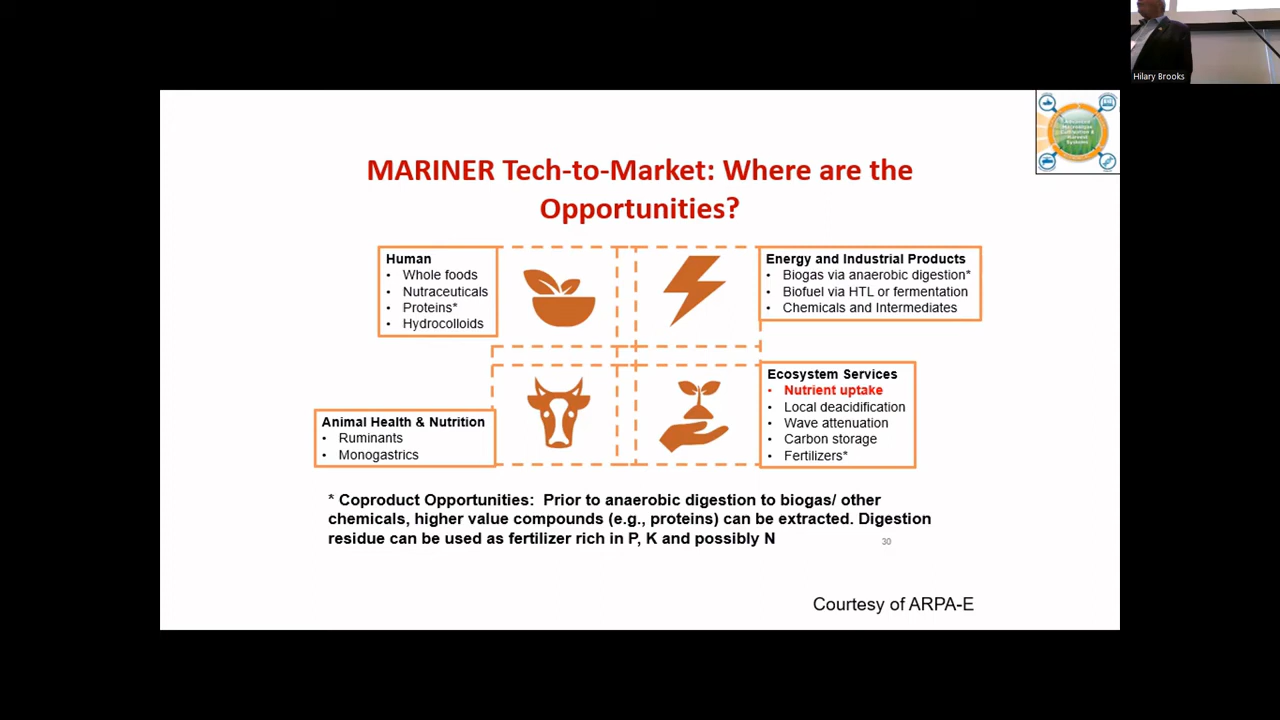 Hilary Brooks
MARINER Tech-to-Market: Where are the
Opportunities?
Human
• Whole foods
• Nutraceuticals
• Proteins*
• Hydrocolloids
Energy and Industrial Products
• Biogas via anaerobic digestion*
• Biofuel via HTL or fermentation
• Chemicals and Intermediates
Animal Health & Nutrition
• Ruminants
• Monogastrics
Ecosystem Services
• Nutrient uptake
• Local deacidification
• Wave attenuation
• Carbon storage
• Fertilizers*
* Coproduct Opportunities: Prior to anaerobic digestion to biogas/ other
chemicals, higher value compounds (e.g., proteins) can be extracted. Digestion
residue can be used as fertilizer rich in P, K and possibly N
30
Courtesy of ARPA-E